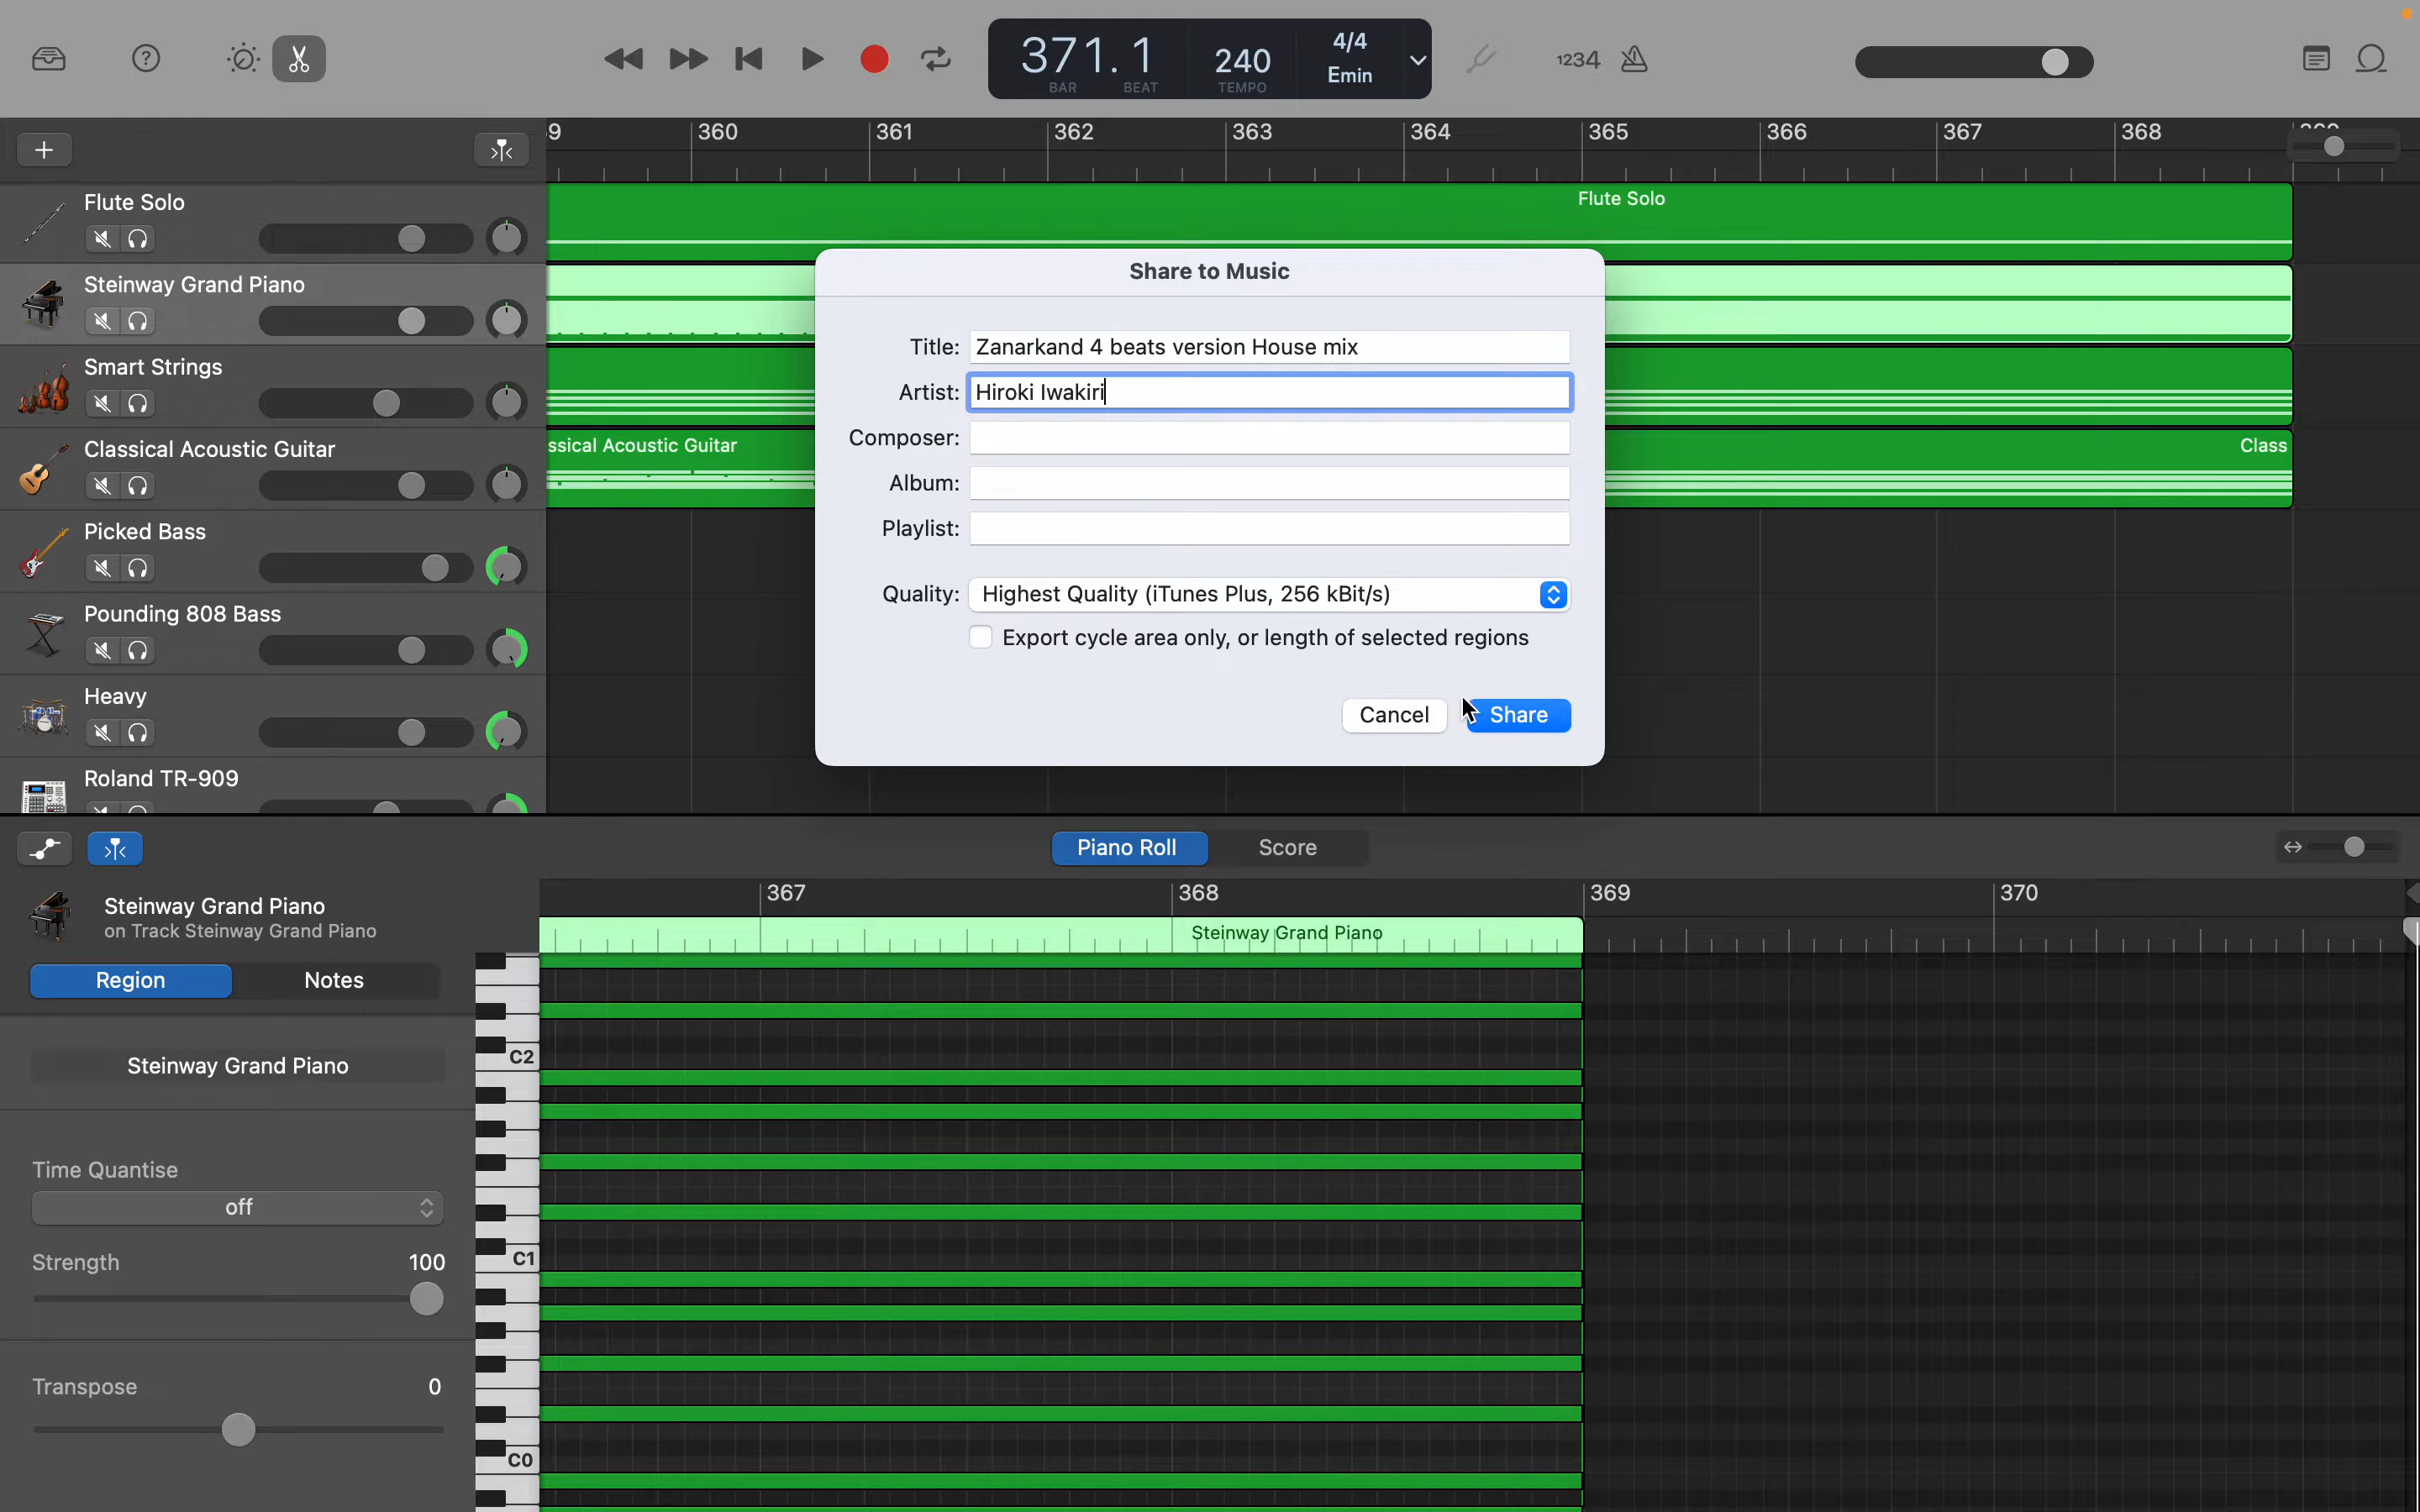 371.1
BAR BEAT
240
TEMPO
4/4
Emin
1234
9 360 361 362 363 364 365 366 367 368
Flute Solo
Flute Solo
Steinway Grand Piano
Smart Strings
Classical Acoustic Guitar
ssical Acoustic Guitar
Class
Picked Bass
Pounding 808 Bass
Heavy
Roland TR-909
Share to Music
Title: Zanarkand 4 beats version House mix
Artist: Hiroki Iwakiri
Composer:
Album:
Playlist:
Quality: Highest Quality (iTunes Plus, 256 kBit/s)
Export cycle area only, or length of selected regions
Cancel Share
Piano Roll Score
367 368 369 370
Steinway Grand Piano
on Track Steinway Grand Piano
Steinway Grand Piano
Region Notes
Steinway Grand Piano
Time Quantise
off
Strength 100
Transpose 0
C2
C1
C0